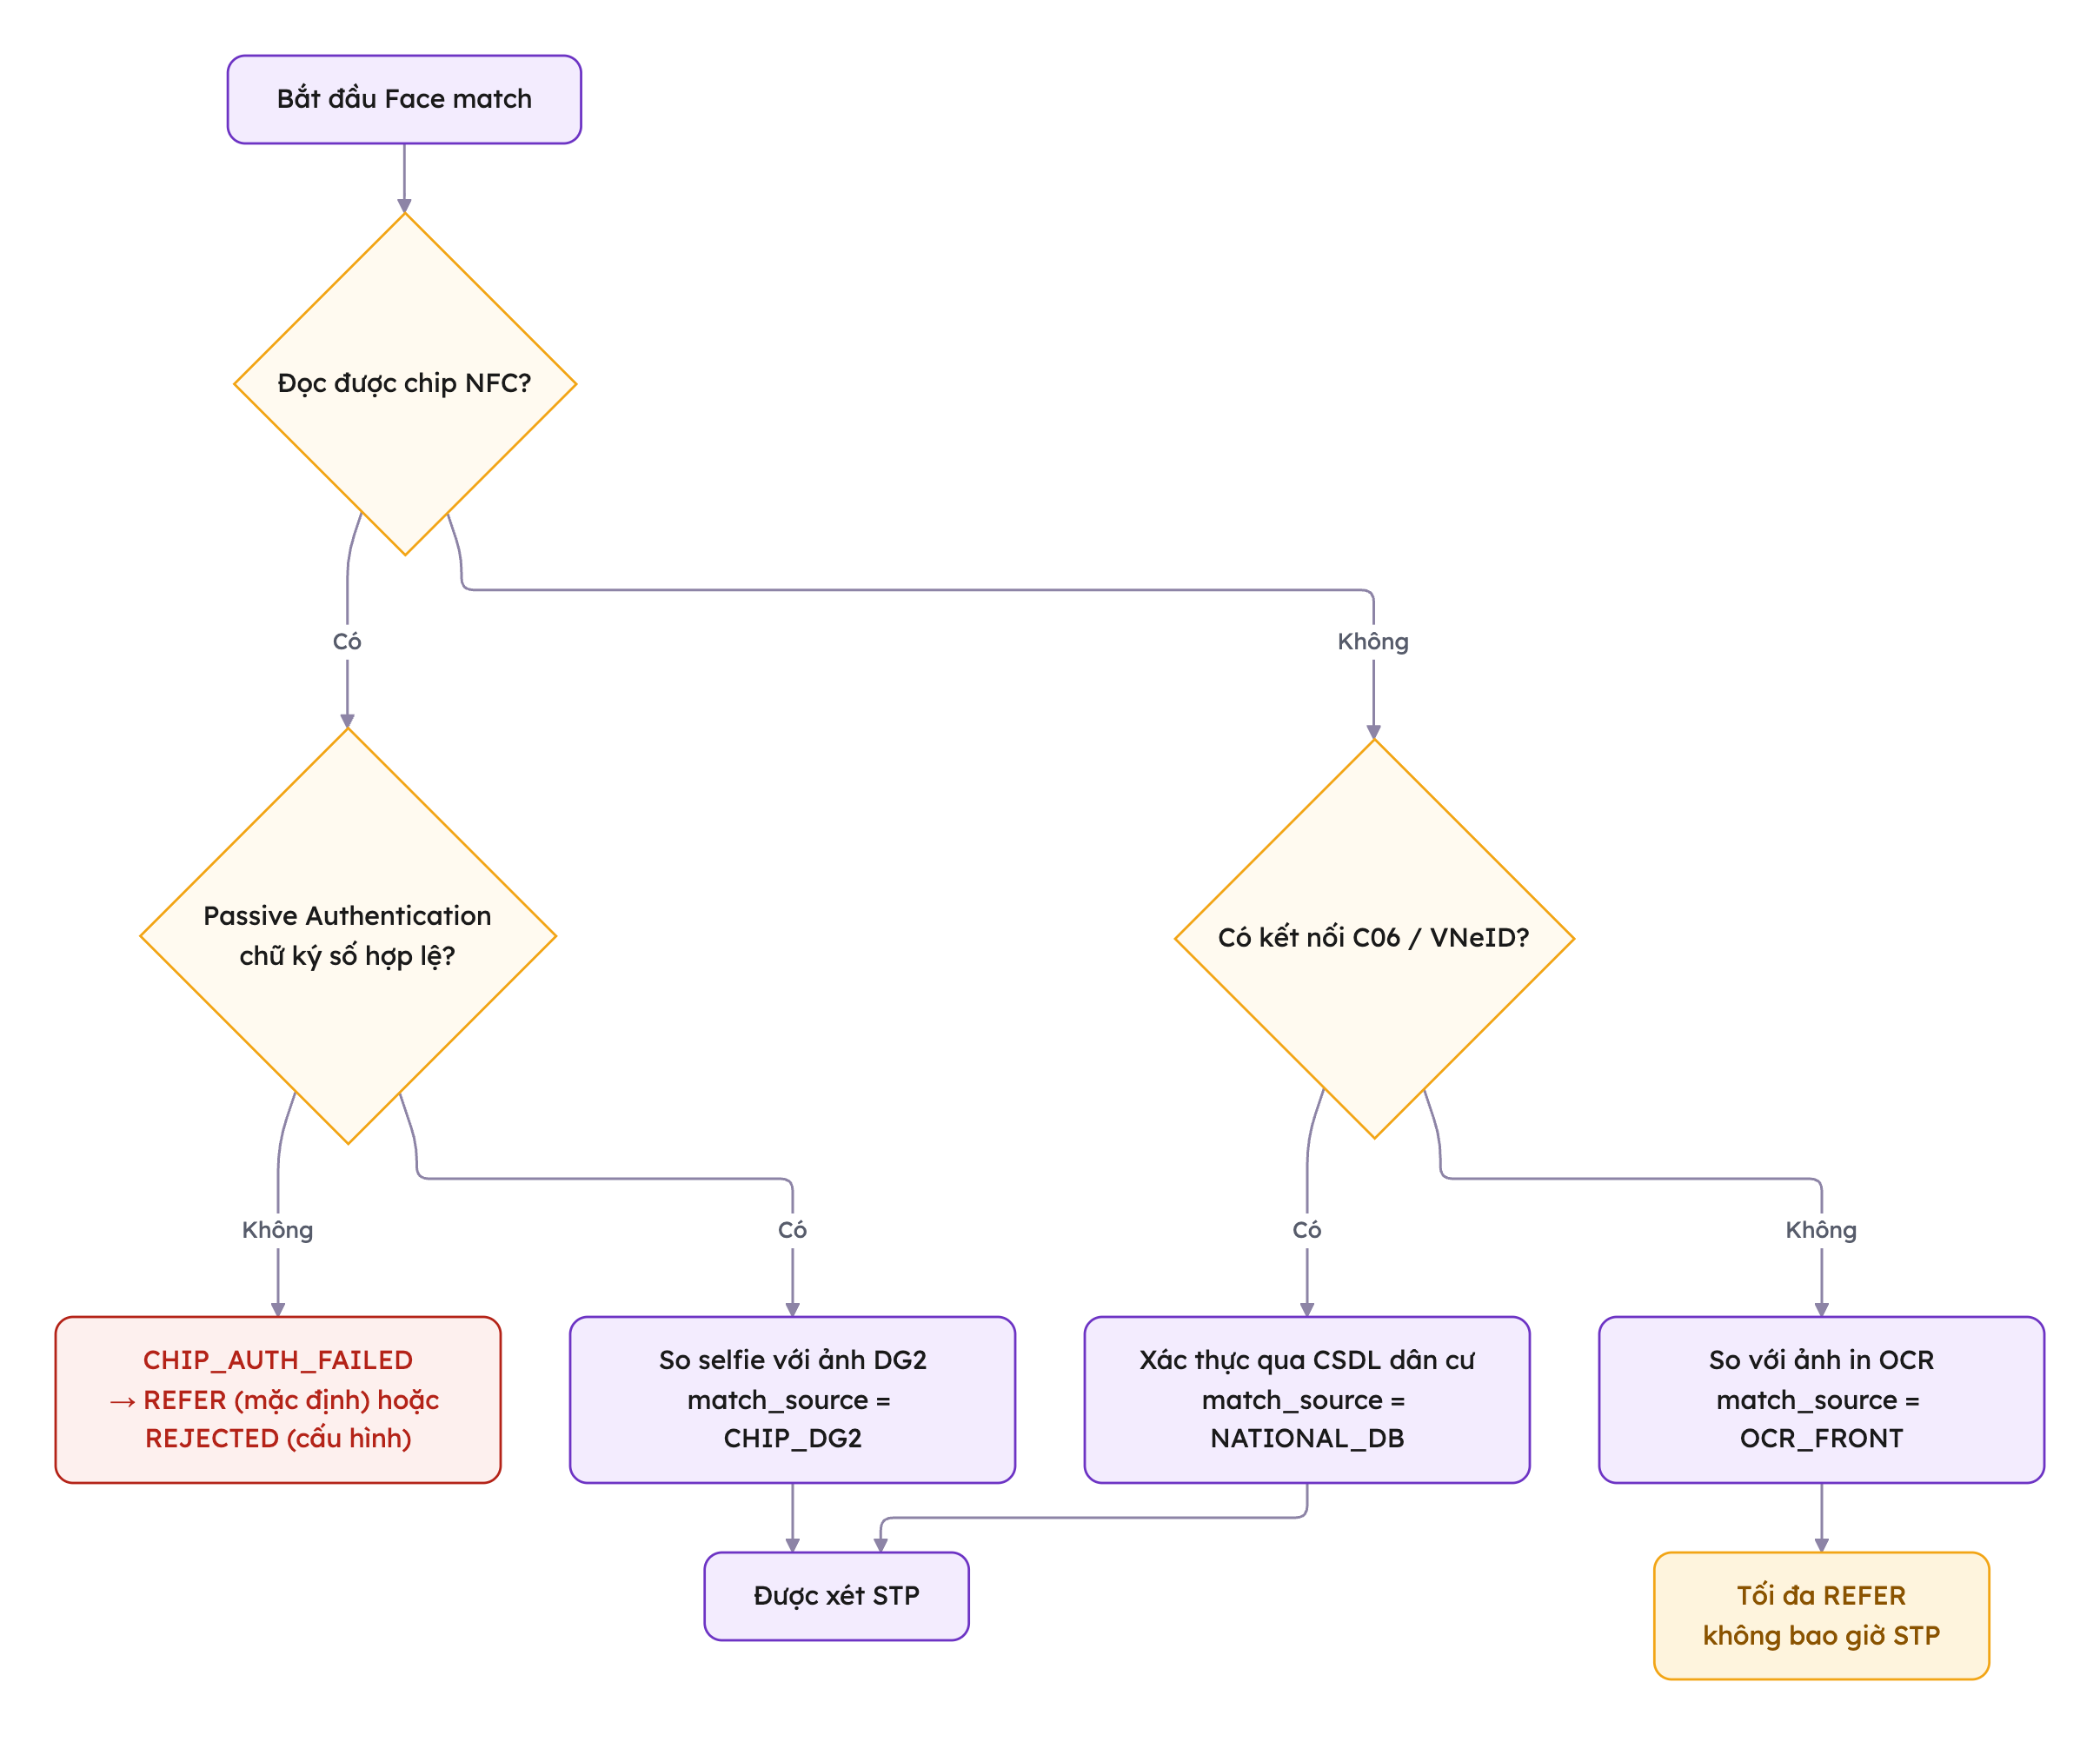 Bắt đầu Face match
Đọc được chip NFC?
Có
Không
Passive Authentication
chữ ký số hợp lệ?
Có kết nối C06 / VNeID?
Không
Có
Có
Không
CHIP_AUTH_FAILED
→ REFER (mặc định) hoặc
REJECTED (cấu hình)
So selfie với ảnh DG2
match_source =
CHIP_DG2
Xác thực qua CSDL dân cư
match_source =
NATIONAL_DB
So với ảnh in OCR
match_source =
OCR_FRONT
Được xét STP
Tối đa REFER
không bao giờ STP